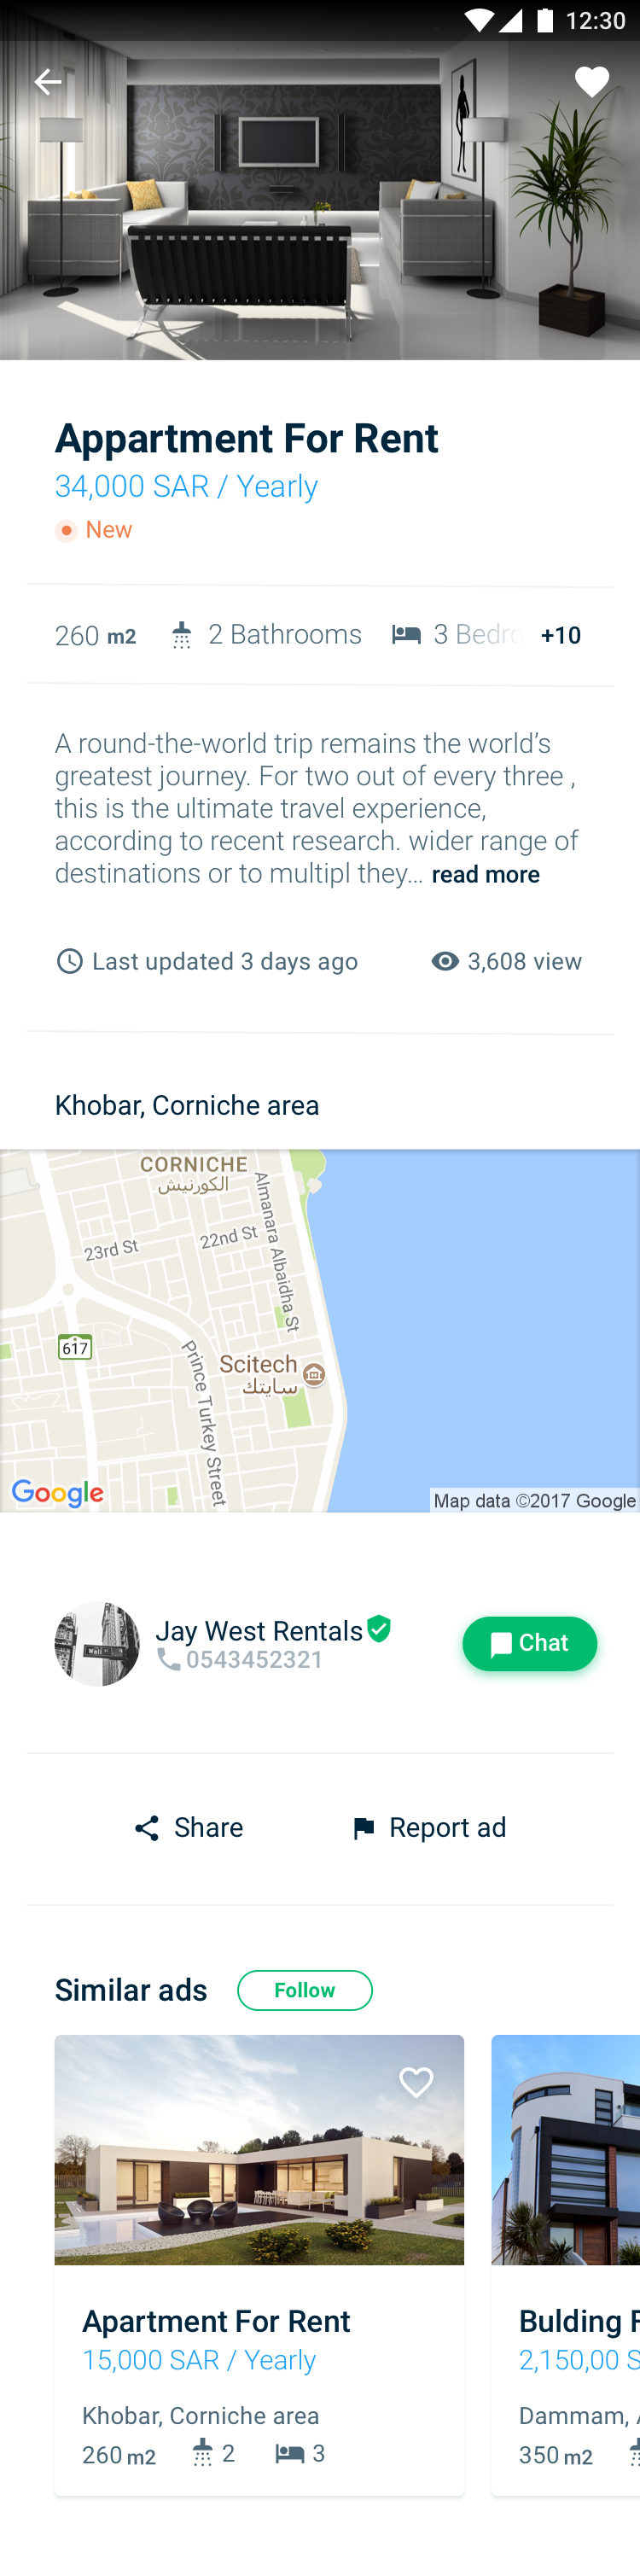 12:30
Appartment For Rent
34,000 SAR / Yearly
New
260 m2 2 Bathrooms 3 Bedro +10
A round-the-world trip remains the world’s
greatest journey. For two out of every three ,
this is the ultimate travel experience,
according to recent research. wider range of
destinations or to multipl they... read more
Last updated 3 days ago 3,608 view
Khobar, Corniche area
CORNICHE
الكورنيش
Almanara Albaidha St
22nd St
23rd St
617
Prince Turkey Street
Scitech
سايتك
Google
Map data ©2017 Google
Wall St
Jay West Rentals
0543452321
Chat
Share Report ad
Similar ads Follow
Apartment For Rent
15,000 SAR / Yearly
Khobar, Corniche area
260 m2 2 3
Bulding F
2,150,00 S
Dammam,
350 m2